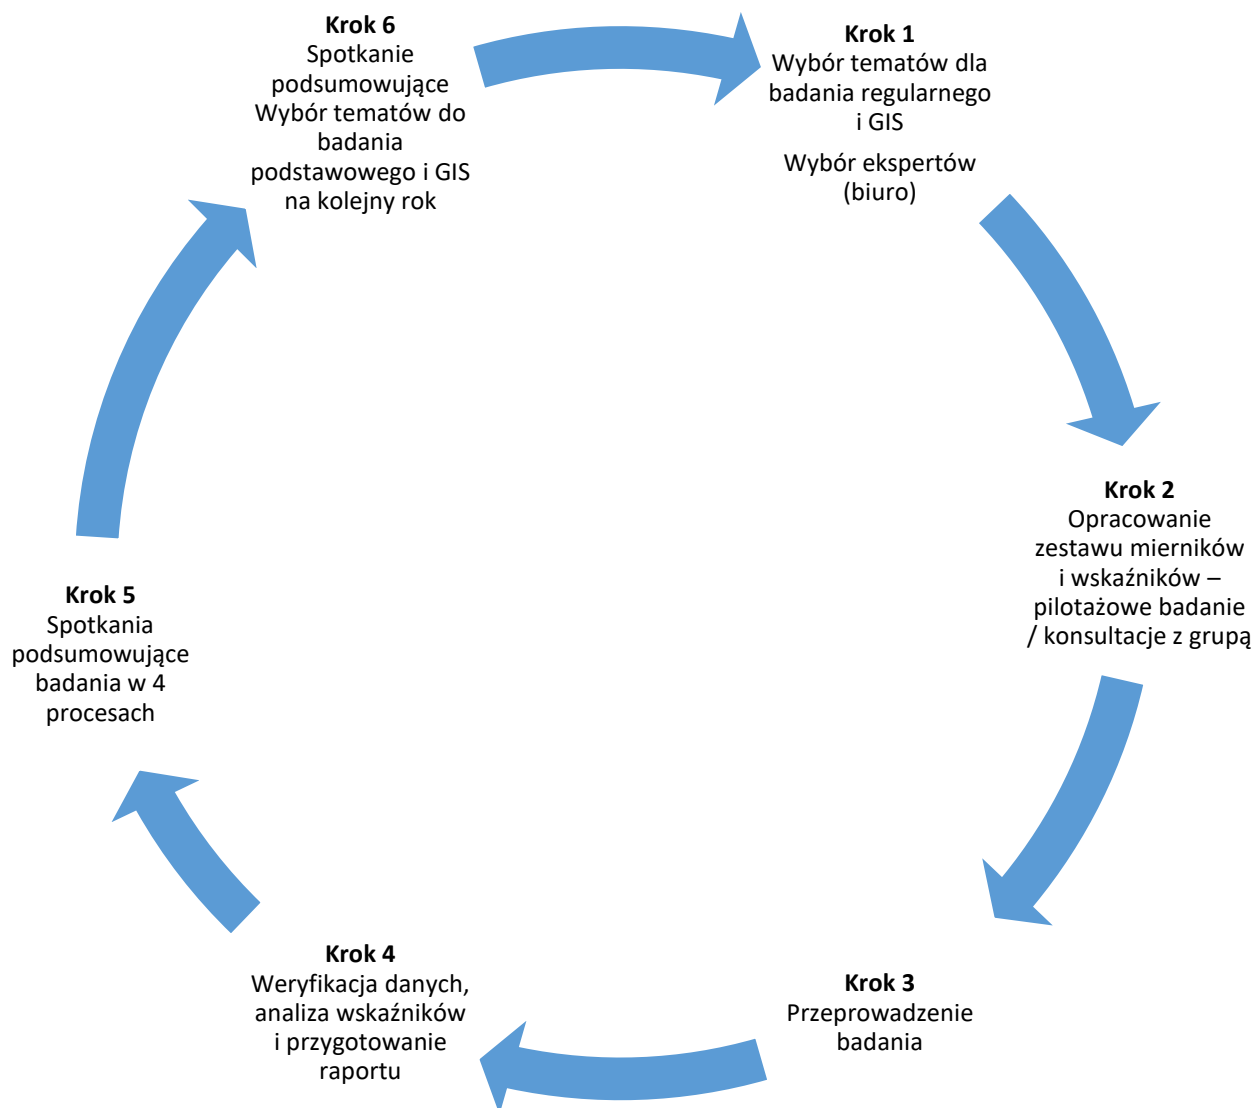 Krok 6
Spotkanie
podsumowujące
Wybór tematów do
badania
podstawowego i GIS
na kolejny rok
Krok 1
Wybór tematów dla
badania regularnego
i GIS
Wybór ekspertów
(biuro)
Krok 2
Opracowanie
zestawu mierników
i wskaźników –
pilotażowe badanie
/ konsultacje z grupą
Krok 3
Przeprowadzenie
badania
Krok 4
Weryfikacja danych,
analiza wskaźników
i przygotowanie
raportu
Krok 5
Spotkania
podsumowujące
badania w 4
procesach